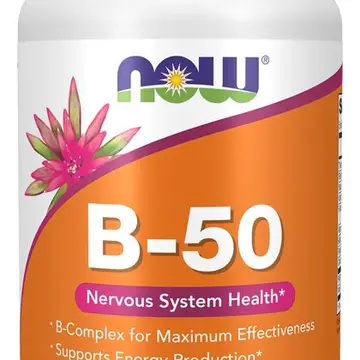 NOW
B-50
Nervous System Health*
• B-Complex for Maximum Effectiveness
• Supports Energy Production*